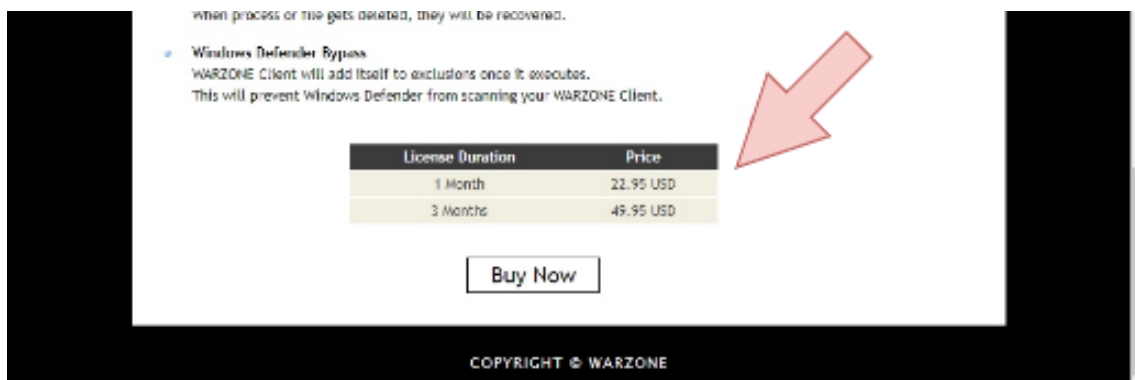 When process or file gets deleted, they will be recovered.
Windows Defender Bypass
WARZONE Client will add itself to exclusions once it executes.
This will prevent Windows Defender from scanning your WARZONE Client.
License Duration Price
1 Month 22.95 USD
3 Months 49.95 USD
Buy Now
COPYRIGHT © WARZONE